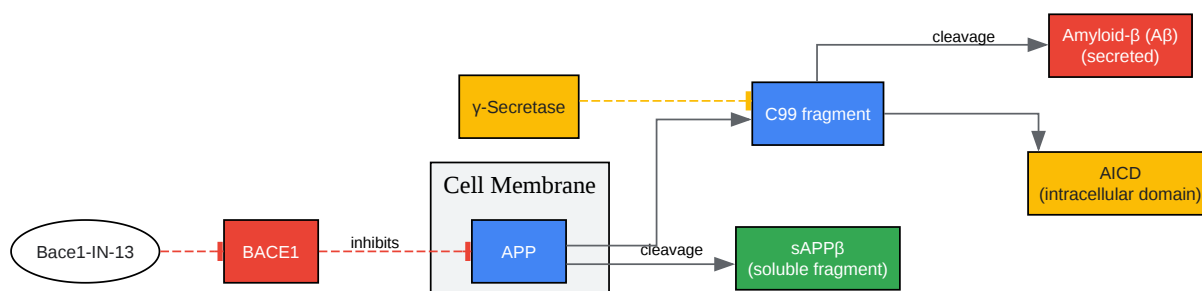 cleavage
Amyloid-β (Aβ)
(secreted)
γ-Secretase
C99 fragment
Cell Membrane
AICD
(intracellular domain)
Bace1-IN-13
BACE1
inhibits
APP
cleavage
sAPPβ
(soluble fragment)